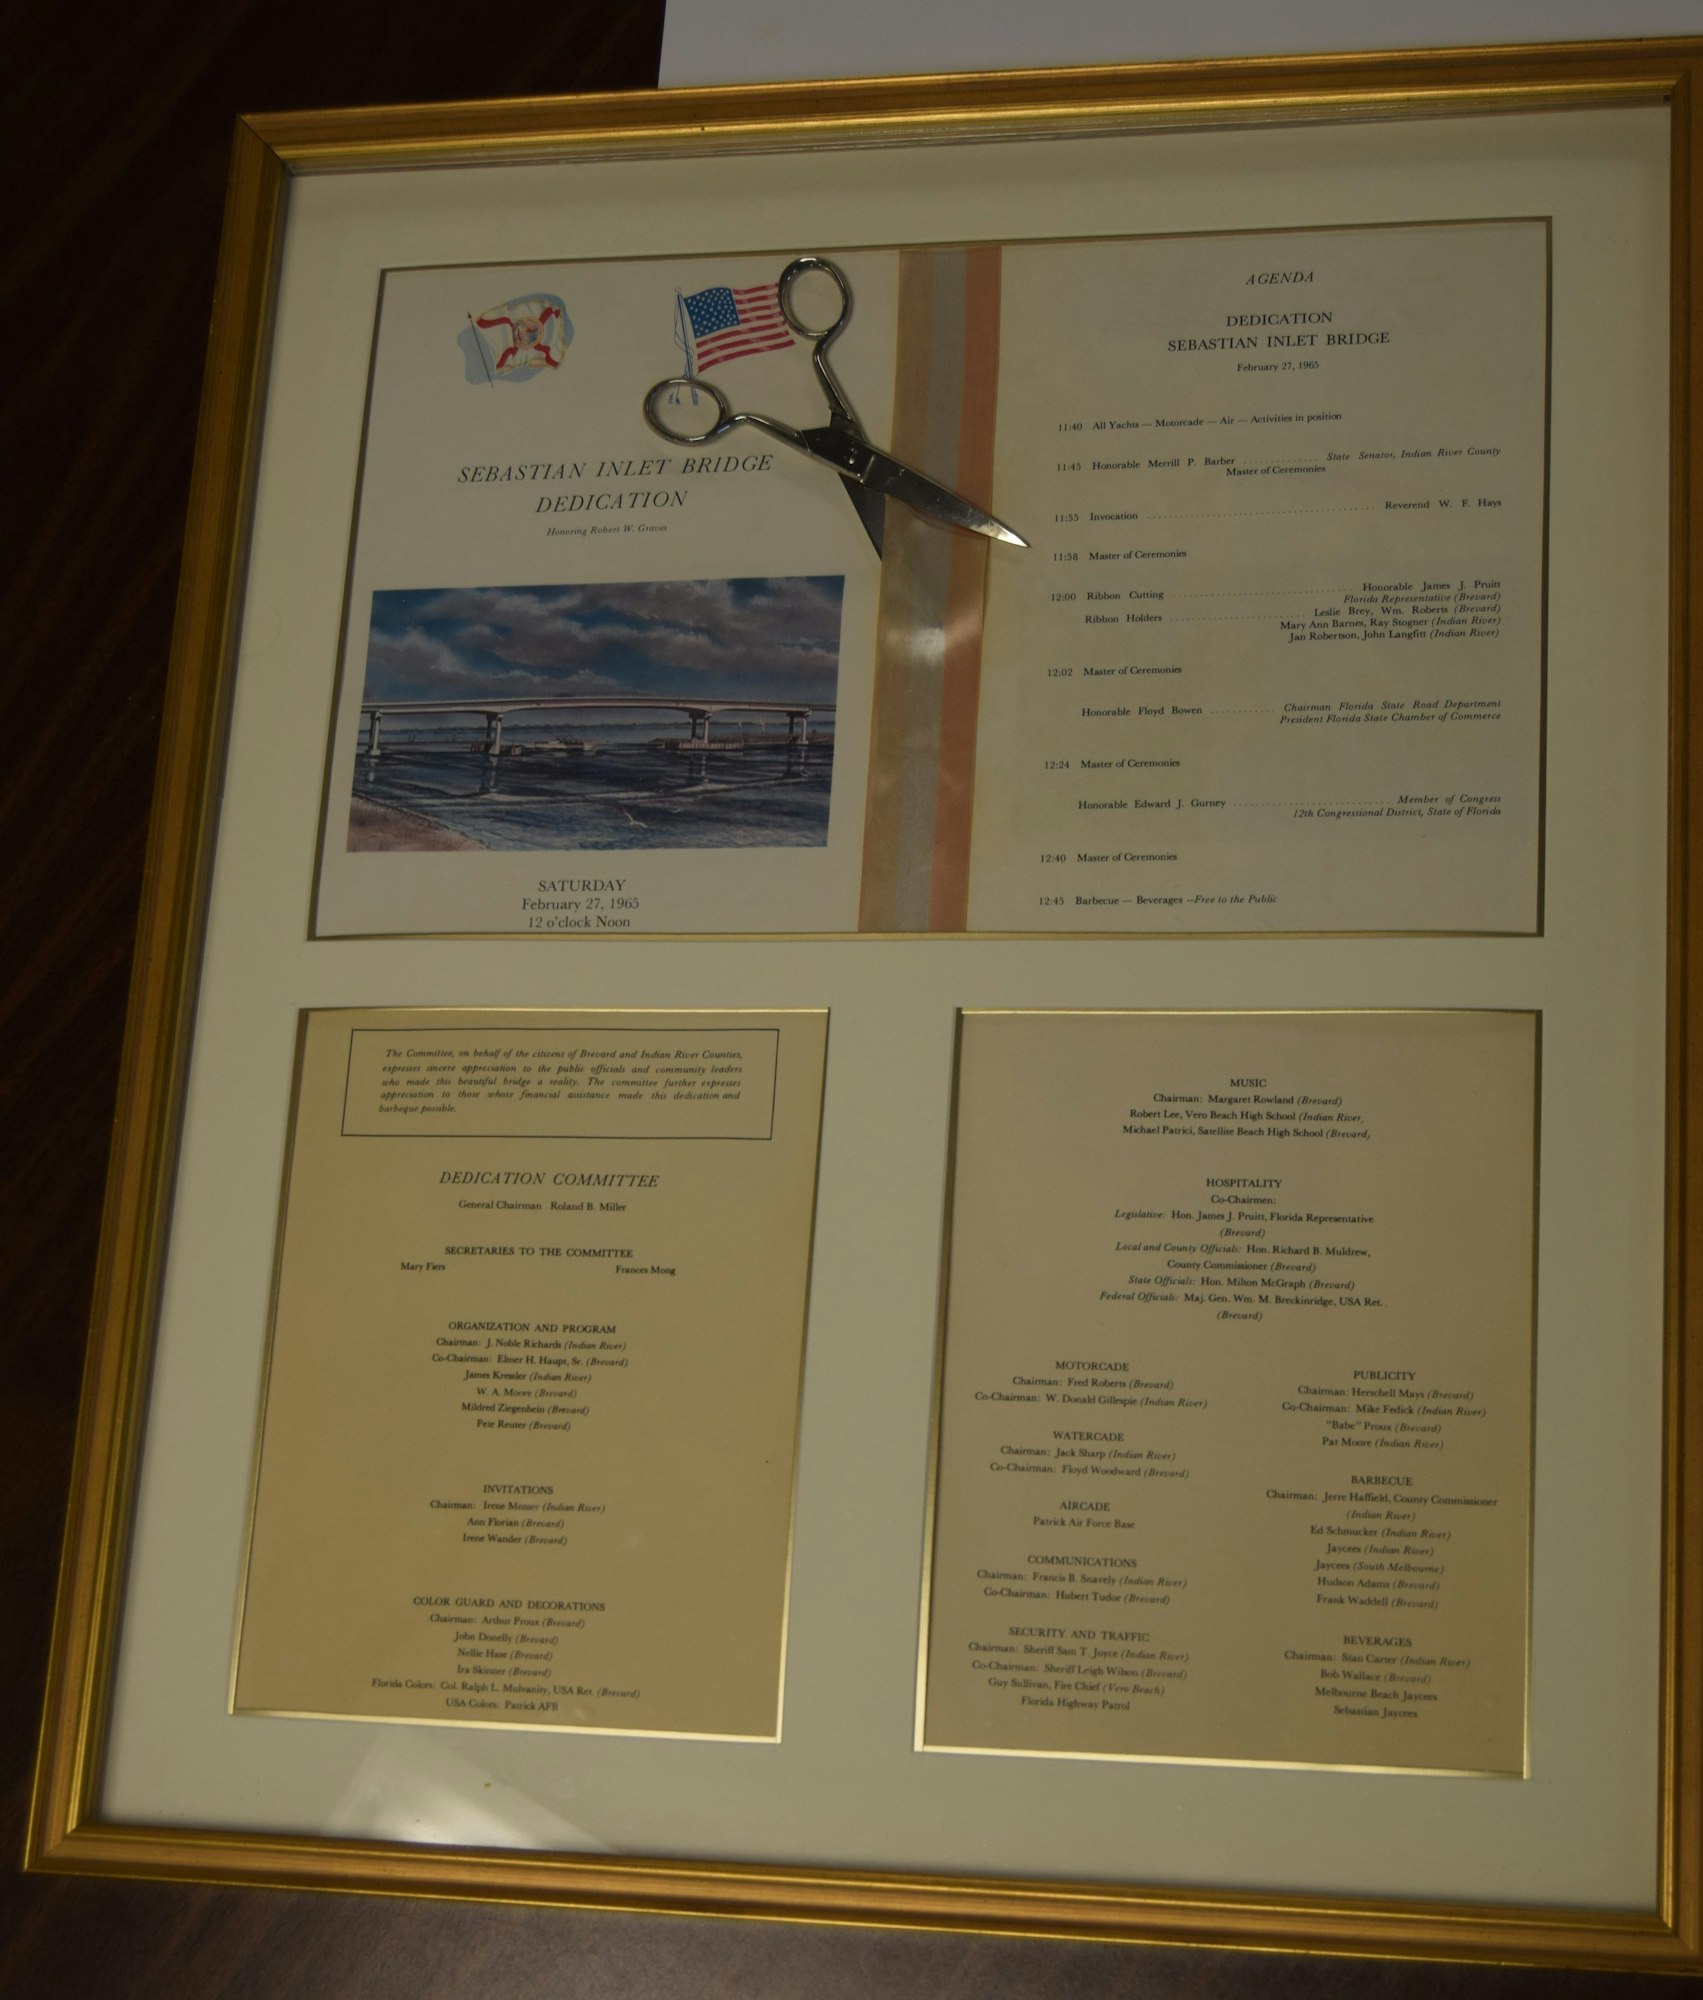 SEBASTIAN INLET BRIDGE
DEDICATION
Honoring Robert W. Graves
SATURDAY
February 27, 1965
12 o'clock Noon
AGENDA
DEDICATION
SEBASTIAN INLET BRIDGE
February 27, 1965
11:40 All Yachts — Motorcade — Air — Activities in position
11:45 Honorable Merrill P. Barber .............. State Senator, Indian River County
Master of Ceremonies
11:55 Invocation .......................................... Reverend W. F. Hays
11:58 Master of Ceremonies
12:00 Ribbon Cutting ................................ Honorable James J. Pruitt
Florida Representative (Brevard)
Ribbon Holders ......................... Leslie Brey, Wm. Roberts (Brevard)
Mary Ann Barnes, Ray Stogner (Indian River)
Jan Robertson, John Langfitt (Indian River)
12:02 Master of Ceremonies
Honorable Floyd Bowen ............ Chairman Florida State Road Department
President Florida State Chamber of Commerce
12:24 Master of Ceremonies
Honorable Edward J. Gurney ............................. Member of Congress
12th Congressional District, State of Florida
12:40 Master of Ceremonies
12:45 Barbecue — Beverages --Free to the Public
The Committee, on behalf of the citizens of Brevard and Indian River Counties,
expresses sincere appreciation to the public officials and community leaders
who made this beautiful bridge a reality. The committee further expresses
appreciation to those whose financial assistance made this dedication and
barbeque possible.
DEDICATION COMMITTEE
General Chairman Roland B. Miller
SECRETARIES TO THE COMMITTEE
Mary Fiers Frances Mong
ORGANIZATION AND PROGRAM
Chairman: J. Noble Richards (Indian River)
Co-Chairman: Elmer H. Haupt, Sr. (Brevard)
James Kressler (Indian River)
W. A. Moore (Brevard)
Mildred Ziegenhein (Brevard)
Pete Reuter (Brevard)
INVITATIONS
Chairman: Irene Menser (Indian River)
Ann Florian (Brevard)
Irene Wander (Brevard)
COLOR GUARD AND DECORATIONS
Chairman: Arthur Proux (Brevard)
John Donelly (Brevard)
Nellie Hase (Brevard)
Ira Skinner (Brevard)
Florida Colors: Col. Ralph L. Mulvanity, USA Ret. (Brevard)
USA Colors: Patrick AFB
MUSIC
Chairman: Margaret Rowland (Brevard)
Robert Lee, Vero Beach High School (Indian River,
Michael Patrici, Satellite Beach High School (Brevard)
HOSPITALITY
Co-Chairmen:
Legislative: Hon. James J. Pruitt, Florida Representative
(Brevard)
Local and County Officials: Hon. Richard B. Muldrew,
County Commissioner (Brevard)
State Officials: Hon. Milton McGraph (Brevard)
Federal Officials: Maj. Gen. Wm. M. Breckinridge, USA Ret.
(Brevard)
MOTORCADE
Chairman: Fred Roberts (Brevard)
Co-Chairman: W. Donald Gillespie (Indian River)
WATERCADE
Chairman: Jack Sharp (Indian River)
Co-Chairman: Floyd Woodward (Brevard)
AIRCADE
Patrick Air Force Base
COMMUNICATIONS
Chairman: Francis B. Snavely (Indian River)
Co-Chairman: Hubert Tudor (Brevard)
SECURITY AND TRAFFIC
Chairman: Sheriff Sam T. Joyce (Indian River)
Co-Chairman: Sheriff Leigh Wilson (Brevard)
Guy Sullivan, Fire Chief (Vero Beach)
Florida Highway Patrol
PUBLICITY
Chairman: Herschell Mays (Brevard)
Co-Chairman: Mike Fedick (Indian River)
"Babe" Proux (Brevard)
Pat Moore (Indian River)
BARBECUE
Chairman: Jerre Haffield, County Commissioner
(Indian River)
Ed Schmucker (Indian River)
Jaycees (Indian River)
Jaycees (South Melbourne)
Hudson Adams (Brevard)
Frank Waddell (Brevard)
BEVERAGES
Chairman: Stan Carter (Indian River)
Bob Wallace (Brevard)
Melbourne Beach Jaycees
Sebastian Jaycees